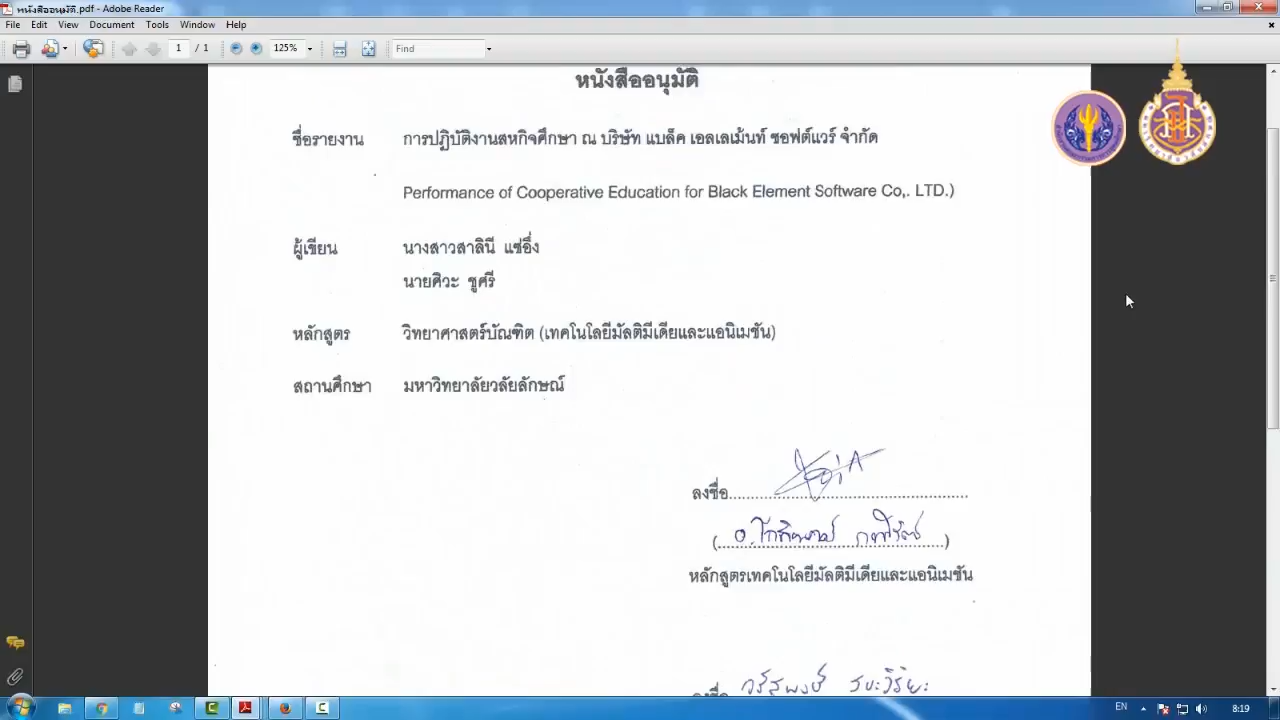 หนังสืออนุมัติ.pdf - Adobe Reader
File Edit View Document Tools Window Help
1 / 1 125% Find
หนังสืออนุมัติ
ชื่อรายงาน การปฏิบัติงานสหกิจศึกษา ณ บริษัท แบล็ค เอลเลเม้นท์ ซอฟต์แวร์ จำกัด
Performance of Cooperative Education for Black Element Software Co,. LTD.)
ผู้เขียน นางสาวสาลินี แซ่อึ่ง
นายศิวะ ชูศรี
หลักสูตร วิทยาศาสตร์บัณฑิต (เทคโนโลยีมัลติมีเดียและแอนิเมชัน)
สถานศึกษา มหาวิทยาลัยวลัยลักษณ์
ลงชื่อ
หลักสูตรเทคโนโลยีมัลติมีเดียและแอนิเมชัน
ลงชื่อ
EN 8:19